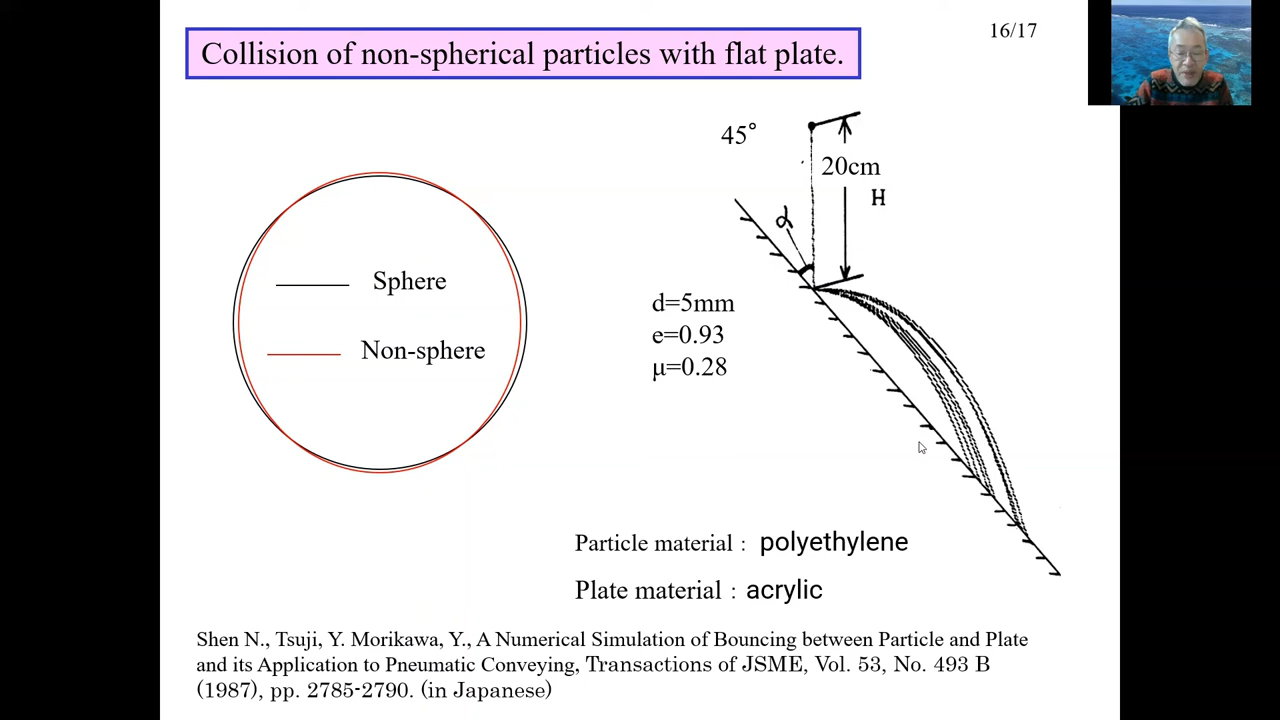 16/17
Collision of non-spherical particles with flat plate.
45°
20cm
H
α
Sphere
Non-sphere
d=5mm
e=0.93
μ=0.28
Particle material : polyethylene
Plate material : acrylic
Shen N., Tsuji, Y. Morikawa, Y., A Numerical Simulation of Bouncing between Particle and Plate
and its Application to Pneumatic Conveying, Transactions of JSME, Vol. 53, No. 493 B
(1987), pp. 2785-2790. (in Japanese)